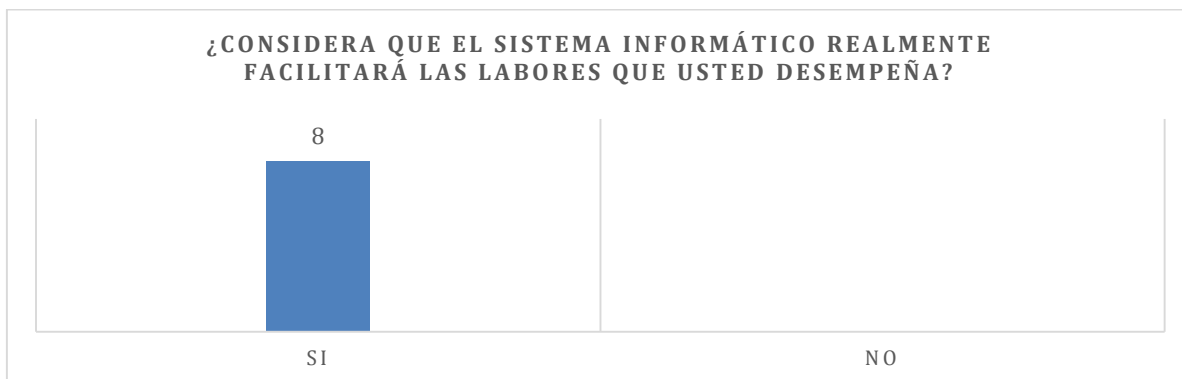 ¿CONSIDERA QUE EL SISTEMA INFORMÁTICO REALMENTE
FACILITARÁ LAS LABORES QUE USTED DESEMPEÑA?
8
SI
NO